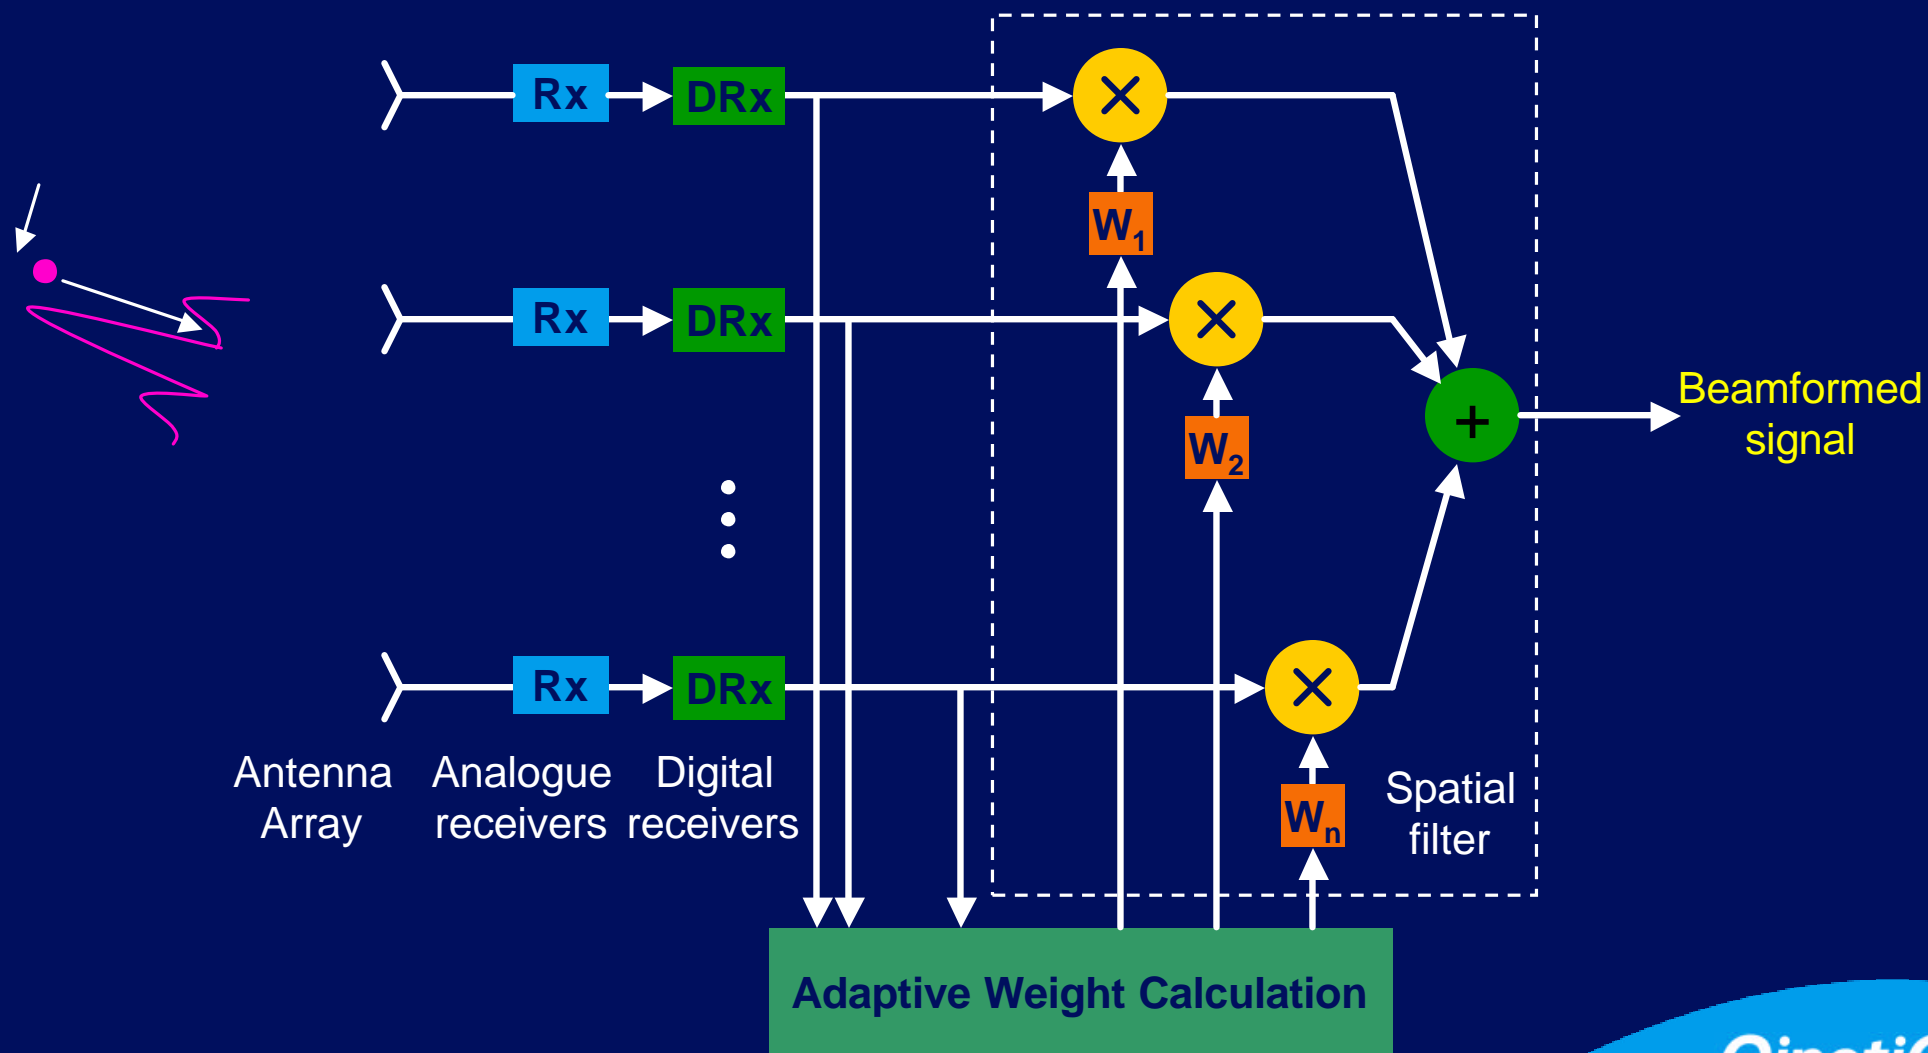 Rx DRx
W1
Rx DRx
W2
+
Beamformed
signal
Rx DRx
Wn
Antenna
Array
Analogue
receivers
Digital
receivers
Spatial
filter
Adaptive Weight Calculation